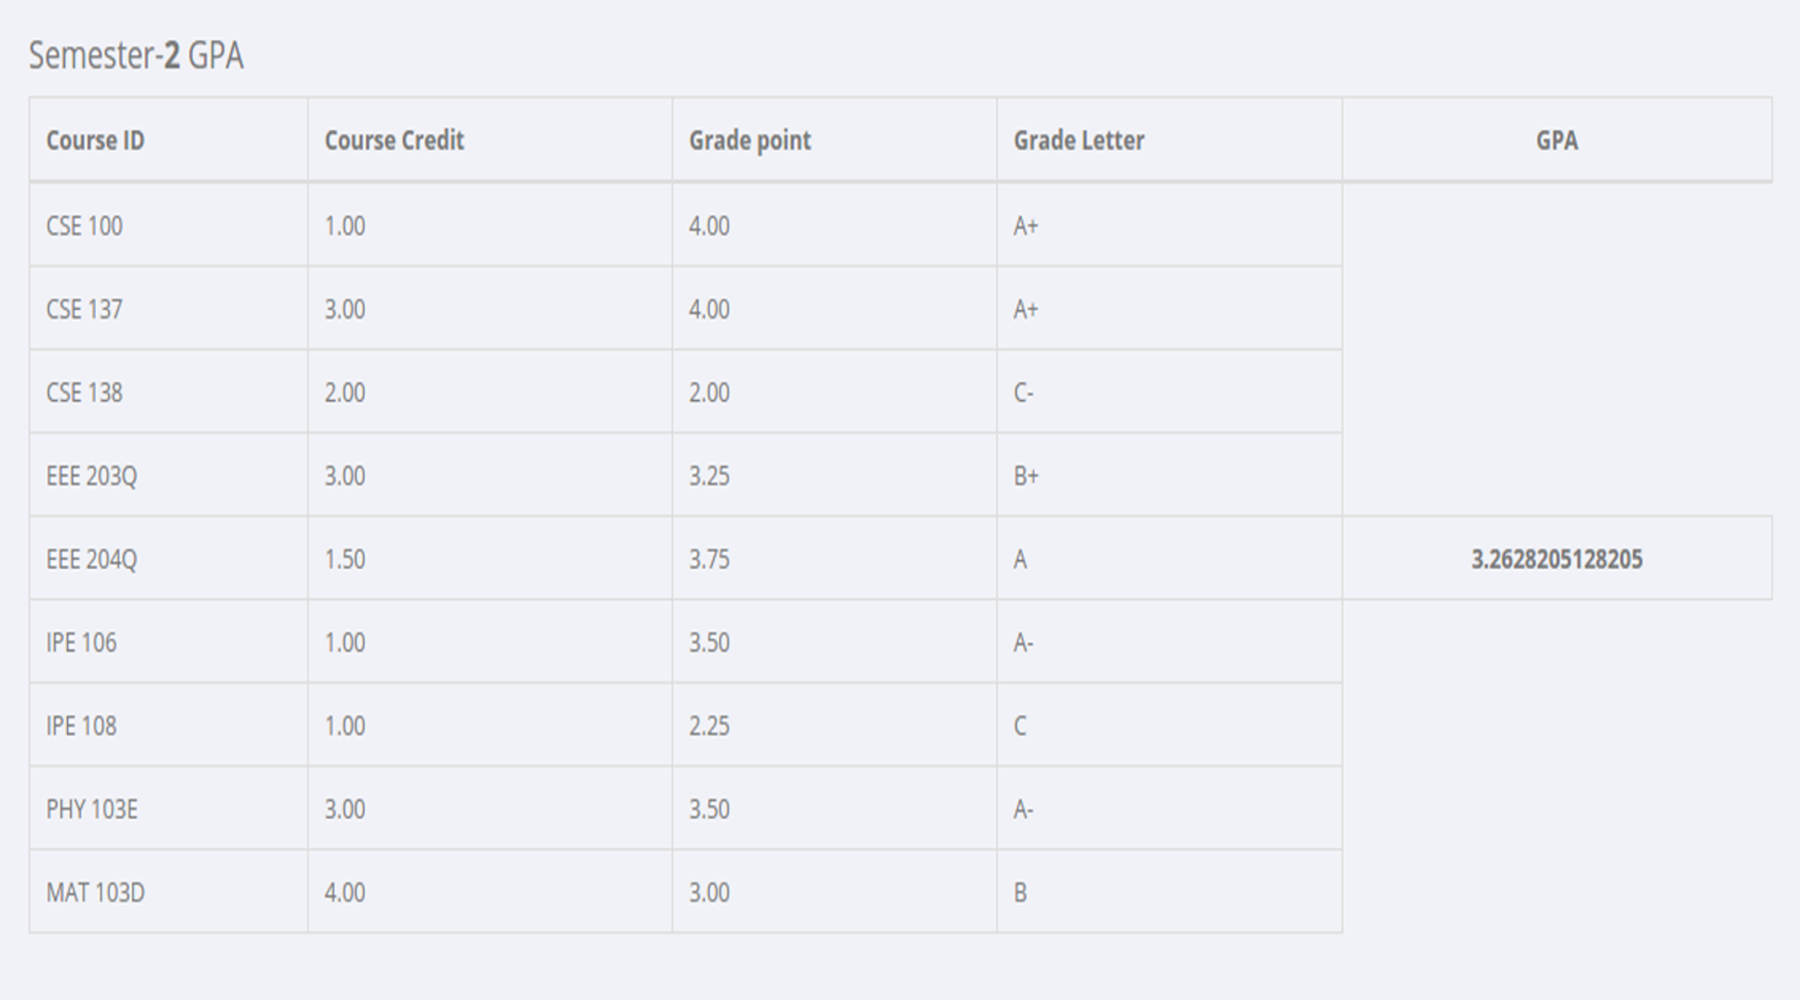 Semester-2 GPA
Course ID Course Credit Grade point Grade Letter GPA
CSE 100 1.00 4.00 A+
CSE 137 3.00 4.00 A+
CSE 138 2.00 2.00 C-
EEE 203Q 3.00 3.25 B+
EEE 204Q 1.50 3.75 A 3.2628205128205
IPE 106 1.00 3.50 A-
IPE 108 1.00 2.25 C
PHY 103E 3.00 3.50 A-
MAT 103D 4.00 3.00 B